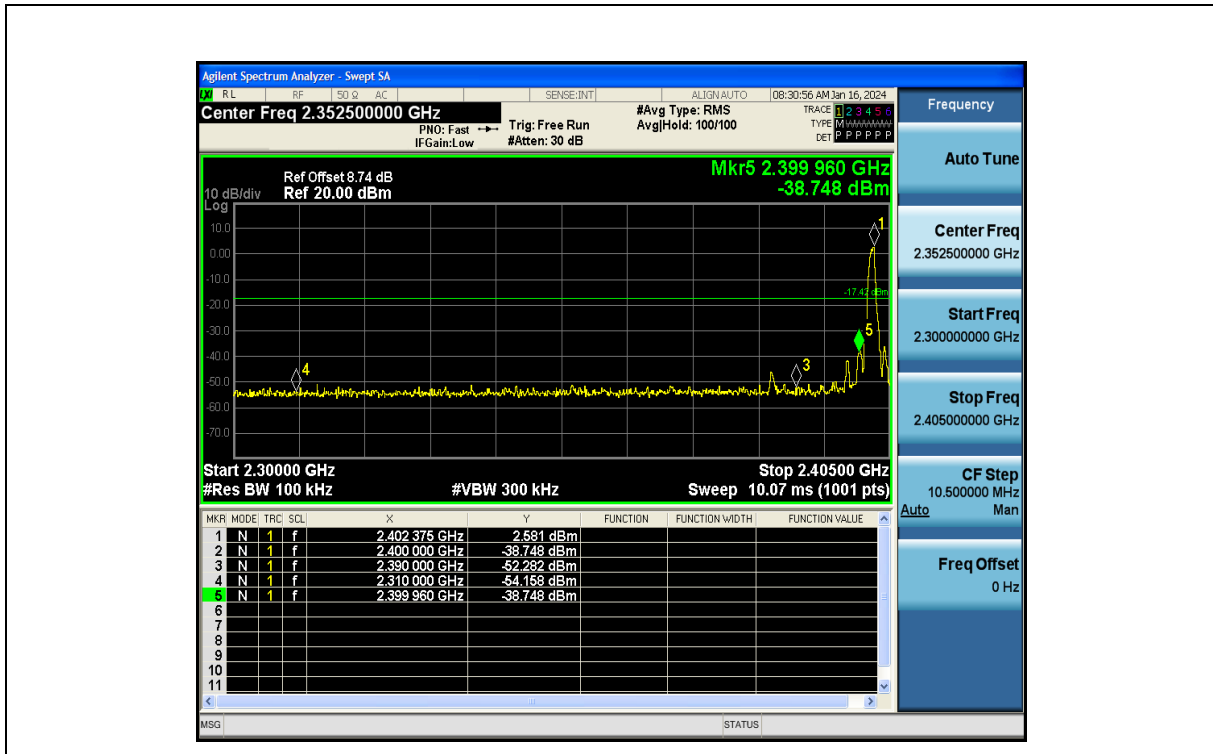 Agilent Spectrum Analyzer - Swept SA
LXI RL RF 50 Ω AC SENSE:INT ALIGN AUTO 08:30:56 AM Jan 16, 2024
Center Freq 2.352500000 GHz
PNO: Fast
IFGain:Low
Trig: Free Run
#Atten: 30 dB
#Avg Type: RMS
Avg|Hold: 100/100
TRACE 1 2 3 4 5 6
TYPE M WWWWW
DET P P P P P P
Mkr5 2.399 960 GHz
-38.748 dBm
Ref Offset 8.74 dB
Ref 20.00 dBm
10 dB/div
Log
10.0
0.00
-10.0
-20.0
-30.0
-40.0
-50.0
-60.0
-70.0
1
-17.42 dBm
5
3
4
Start 2.30000 GHz
Stop 2.40500 GHz
#Res BW 100 kHz
#VBW 300 kHz
Sweep 10.07 ms (1001 pts)
MKR MODE TRC SCL X Y FUNCTION FUNCTION WIDTH FUNCTION VALUE
1 N 1 f 2.402 375 GHz 2.581 dBm
2 N 1 f 2.400 000 GHz -38.748 dBm
3 N 1 f 2.390 000 GHz -52.282 dBm
4 N 1 f 2.310 000 GHz -54.158 dBm
5 N 1 f 2.399 960 GHz -38.748 dBm
6
7
8
9
10
11
MSG
STATUS
Frequency
Auto Tune
Center Freq
2.352500000 GHz
Start Freq
2.300000000 GHz
Stop Freq
2.405000000 GHz
CF Step
10.500000 MHz
Auto Man
Freq Offset
0 Hz